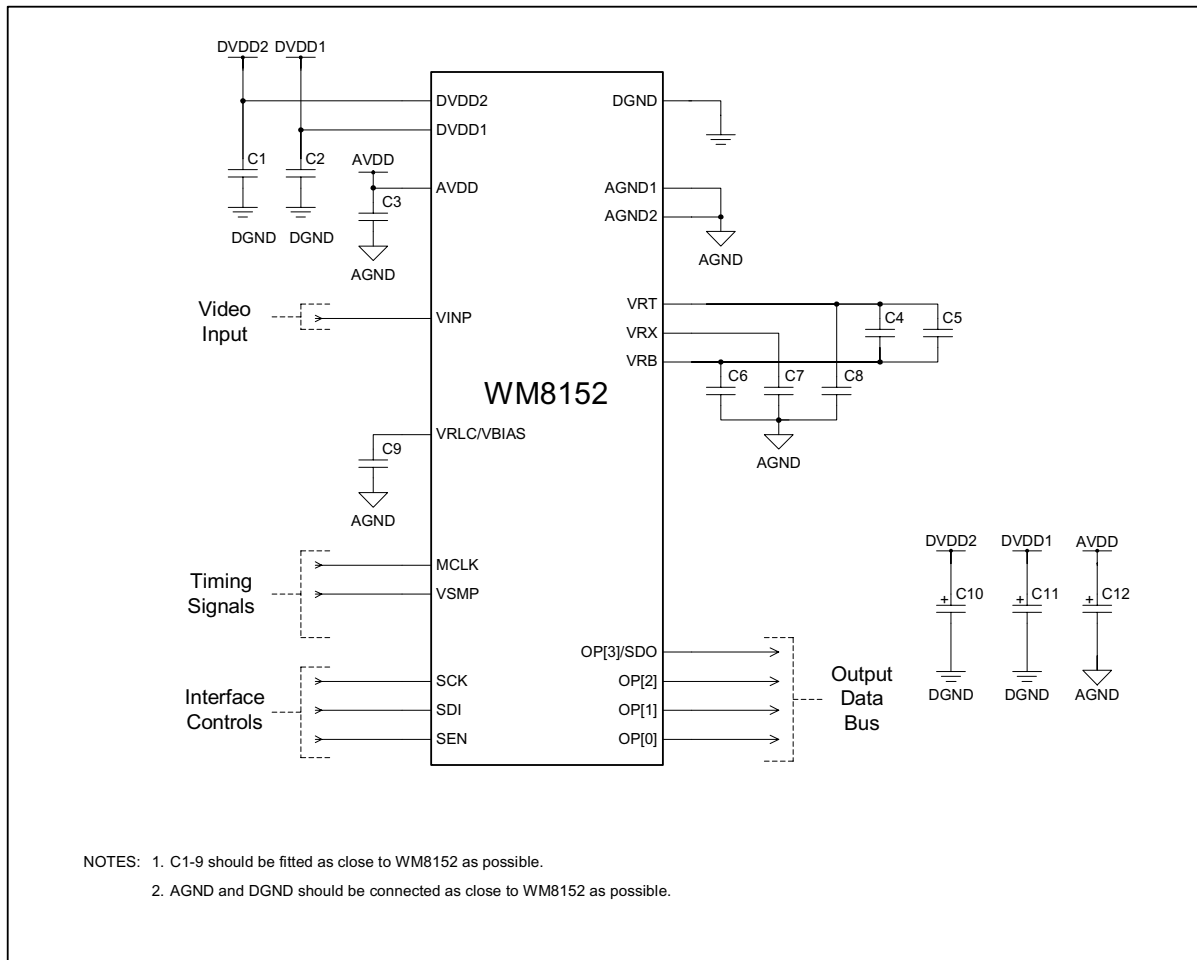 DVDD2 DVDD1
DVDD2
DGND
DVDD1
C1
C2
AVDD
AVDD
AGND1
C3
AGND2
DGND
DGND
AGND
AGND
Video
Input
VINP
VRT
C4
C5
VRX
VRB
C6
C7
C8
WM8152
VRLC/VBIAS
C9
AGND
AGND
DVDD2
DVDD1
AVDD
Timing
Signals
MCLK
VSMP
+
C10
+
C11
+
C12
OP[3]/SDO
Interface
Controls
SCK
SDI
SEN
OP[2]
OP[1]
OP[0]
Output
Data
Bus
DGND
DGND
AGND
NOTES: 1. C1-9 should be fitted as close to WM8152 as possible.
2. AGND and DGND should be connected as close to WM8152 as possible.